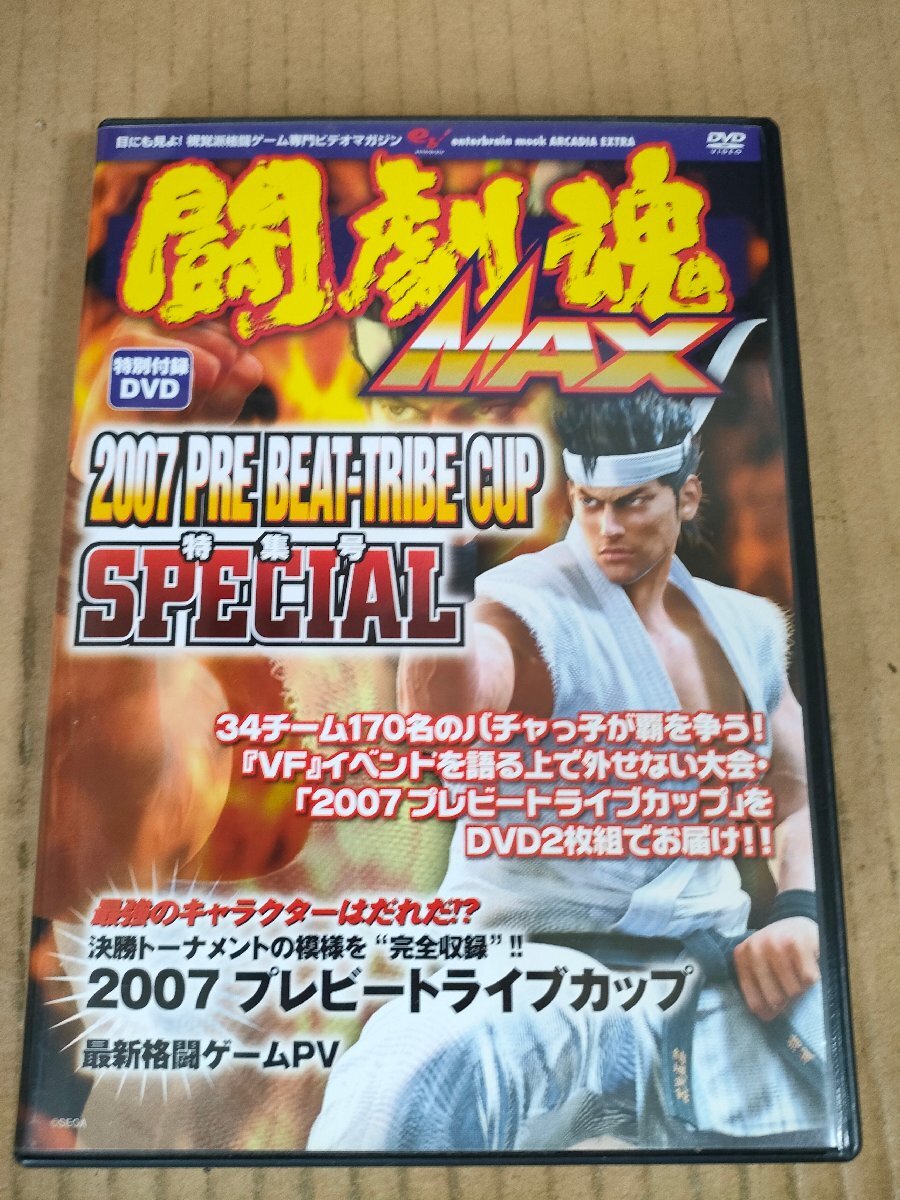 目にも見よ!視覚派格闘ゲーム専門ビデオマガジン
enterbrain mook ARCADIA EXTRA
DVD
VIDEO
闘劇魂
MAX
特別付録
DVD
2007 PRE BEAT-TRIBE CUP
特集号
SPECIAL
34チーム170名のバチャっ子が覇を争う!
『VF』イベンドを語る上で外せない大会・
「2007 プレビートライブカップ」を
DVD2枚組でお届け!!
最強のキャラクターはだれだ!?
決勝トーナメントの模様を“完全収録”!!
2007 プレビートライブカップ
最新格闘ゲームPV
©SEGA